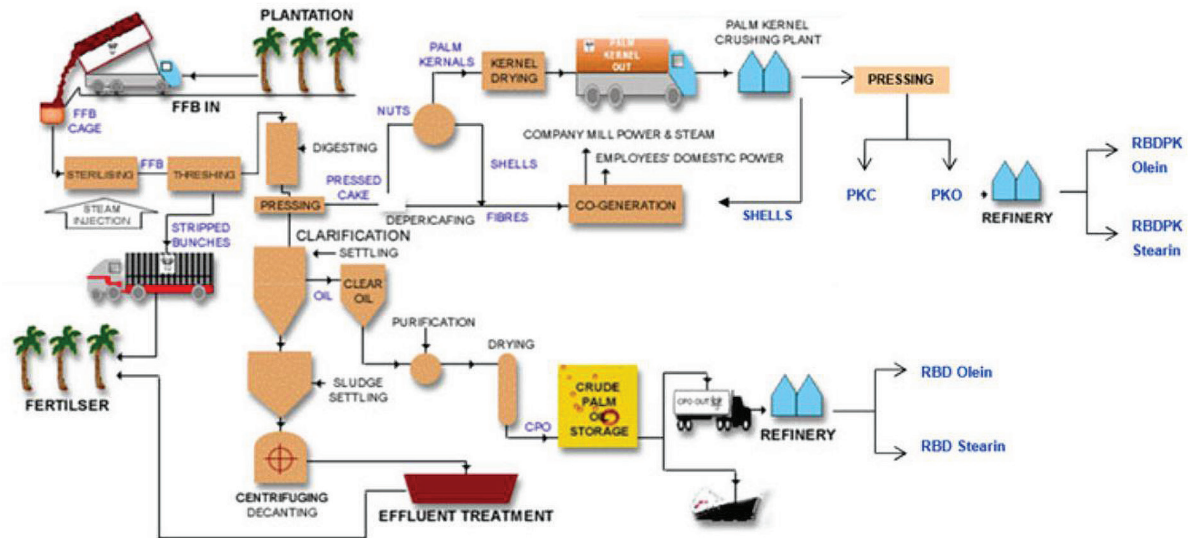 PLANTATION
FFB IN
FFB
CAGE
STERILISING
FFB
THRESHING
STEAM
INJECTION
STRIPPED
BUNCHES
FERTILSER
DIGESTING
PRESSING
PRESSED
CAKE
NUTS
PALM
KERNALS
KERNEL
DRYING
PALM
KERNEL
OUT
PALM KERNEL
CRUSHING PLANT
PRESSING
PKC
PKO
REFINERY
RBDPK
Olein
RBDPK
Stearin
SHELLS
SHELLS
COMPANY MILL POWER & STEAM
EMPLOYEES' DOMESTIC POWER
CO-GENERATION
DEPERICAFING
FIBRES
CLARIFICATION
SETTLING
OIL
CLEAR
OIL
PURIFICATION
DRYING
SLUDGE
SETTLING
CENTRIFUGING
DECANTING
EFFLUENT TREATMENT
CPO
CRUDE
PALM
OIL
STORAGE
CPO OUT
REFINERY
RBD Olein
RBD Stearin